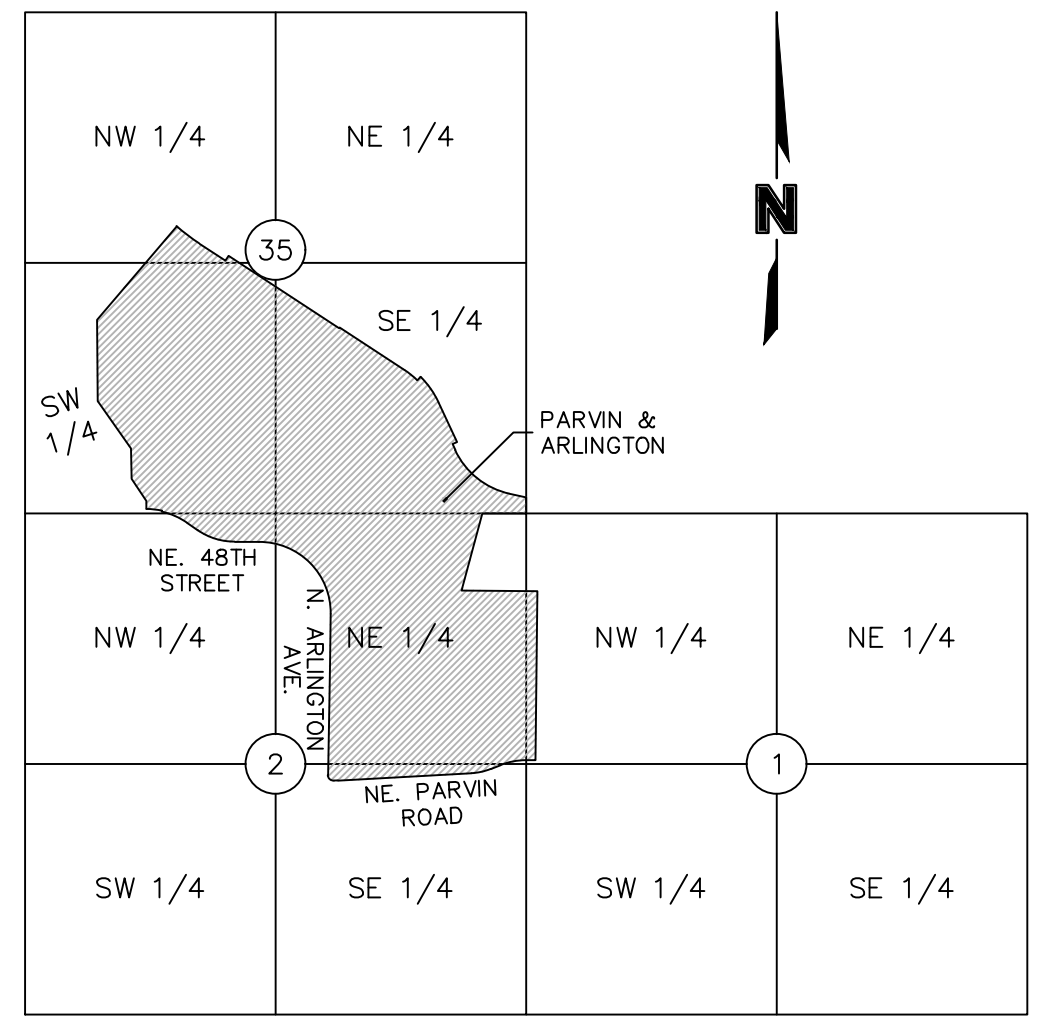 NW 1/4
NE 1/4
N
35
SE 1/4
SW
1/4
PARVIN &
ARLINGTON
NE. 48TH
STREET
N. ARLINGTON
AVE.
NW 1/4
NE 1/4
NW 1/4
NE 1/4
2
1
NE. PARVIN
ROAD
SW 1/4
SE 1/4
SW 1/4
SE 1/4